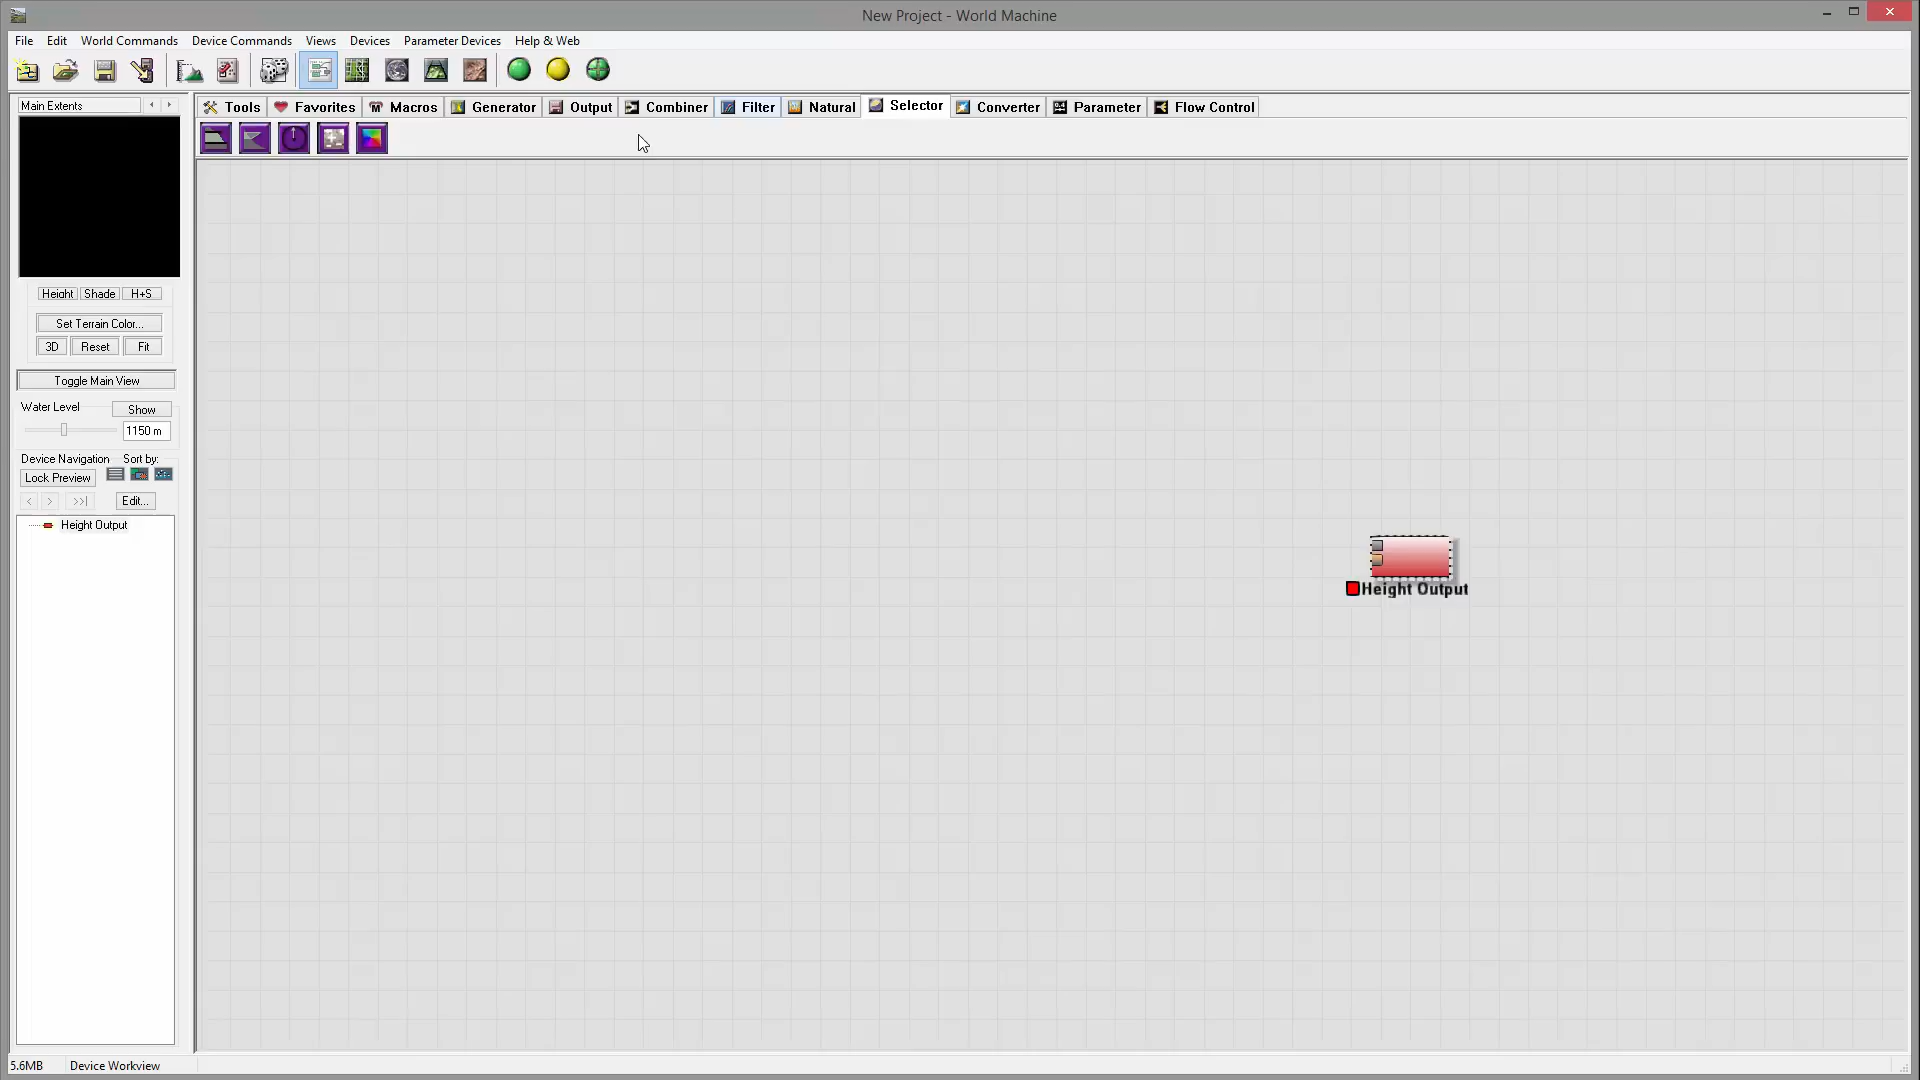 New Project - World Machine
File Edit World Commands Device Commands Views Devices Parameter Devices Help & Web
Main Extents
Tools Favorites Macros Generator Output Combiner Filter Natural Selector Converter Parameter Flow Control
Height Shade H+S
Set Terrain Color...
3D Reset Fit
Toggle Main View
Water Level Show
1150 m
Device Navigation Sort by:
Lock Preview
< > >>| Edit...
Height Output
Height Output
5.6MB Device Workview